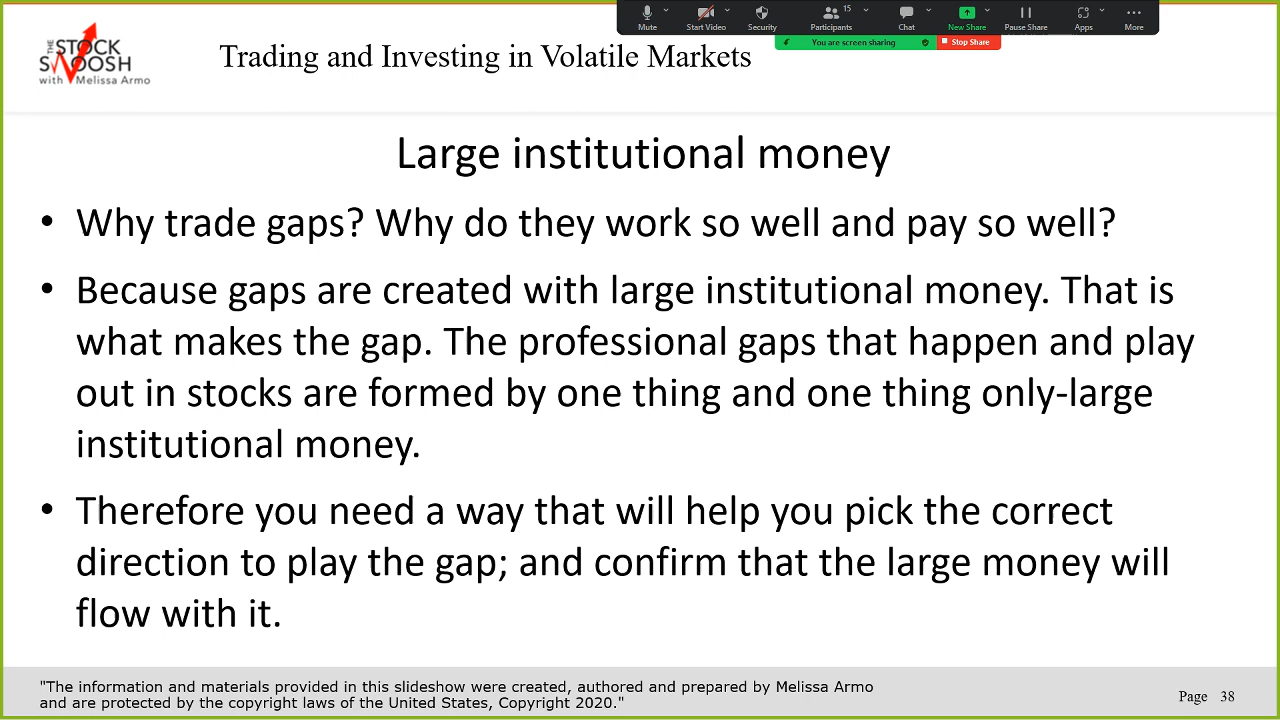 Mute
Start Video
Security
15
Participants
Chat
New Share
Pause Share
Apps
More
You are screen sharing
Stop Share
THE
STOCK
SWOOSH
with Melissa Armo
Trading and Investing in Volatile Markets
Large institutional money
• Why trade gaps? Why do they work so well and pay so well?
• Because gaps are created with large institutional money. That is
what makes the gap. The professional gaps that happen and play
out in stocks are formed by one thing and one thing only-large
institutional money.
• Therefore you need a way that will help you pick the correct
direction to play the gap; and confirm that the large money will
flow with it.
"The information and materials provided in this slideshow were created, authored and prepared by Melissa Armo
and are protected by the copyright laws of the United States, Copyright 2020."
Page 38